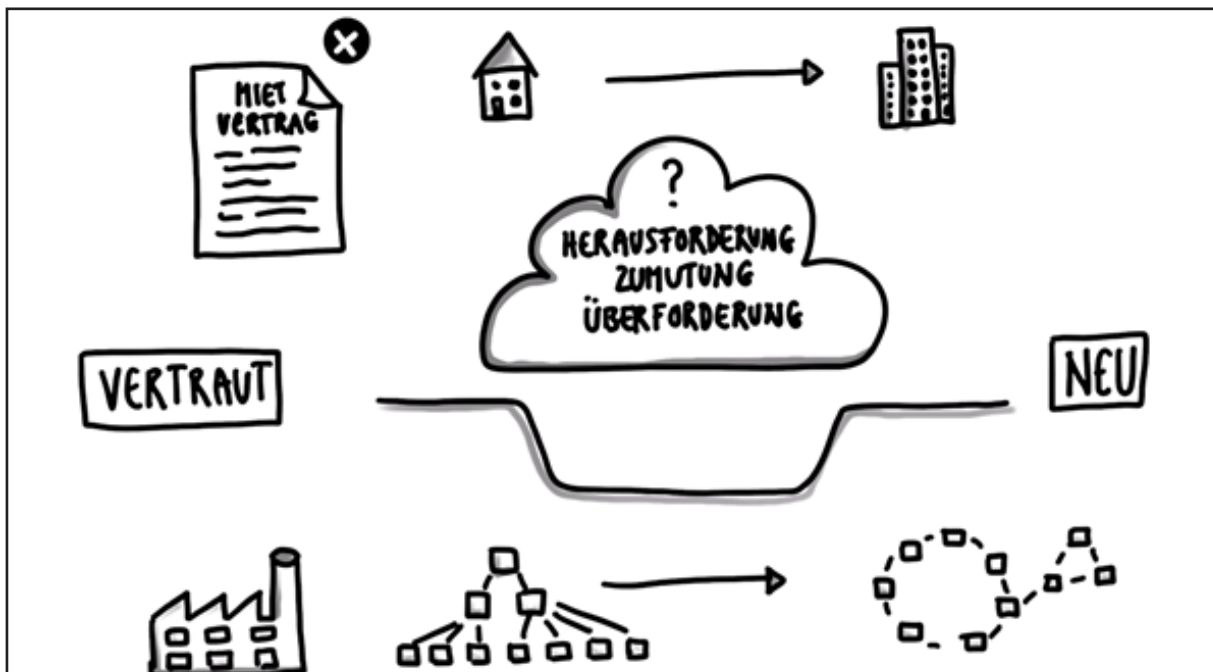 MIET
VERTRAG
?
HERAUSFORDERUNG
ZUMUTUNG
ÜBERFORDERUNG
VERTRAUT
NEU